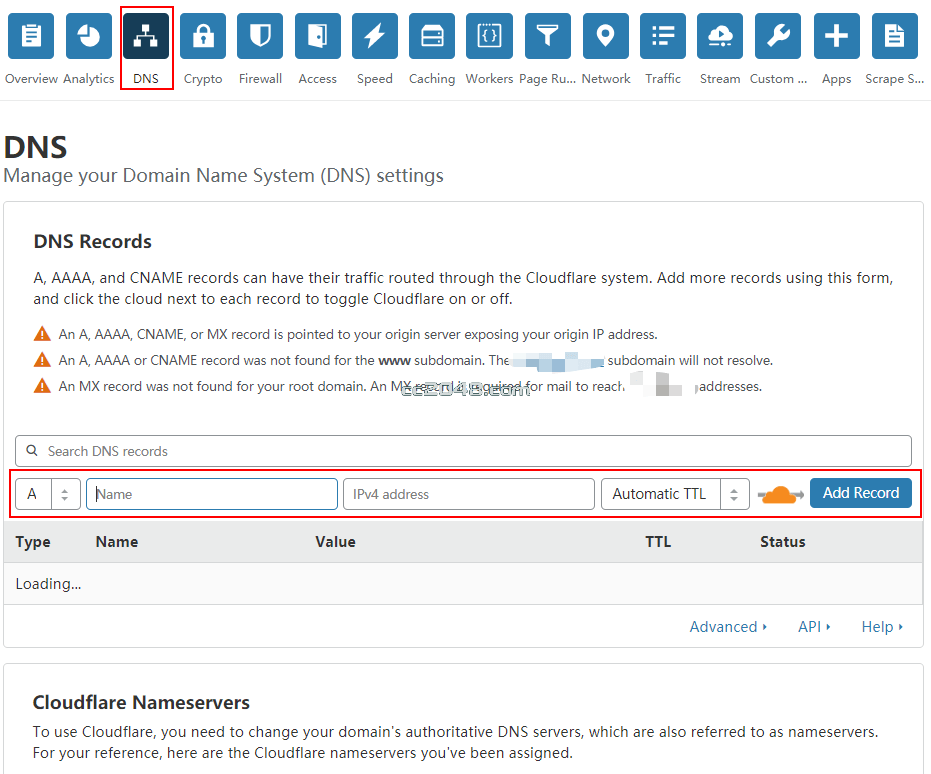 Overview Analytics DNS Crypto Firewall Access Speed Caching Workers Page Ru... Network Traffic Stream Custom ... Apps Scrape S...
DNS
Manage your Domain Name System (DNS) settings
DNS Records
A, AAAA, and CNAME records can have their traffic routed through the Cloudflare system. Add more records using this form,
and click the cloud next to each record to toggle Cloudflare on or off.
An A, AAAA, CNAME, or MX record is pointed to your origin server exposing your origin IP address.
An A, AAAA or CNAME record was not found for the www subdomain. The subdomain will not resolve.
An MX record was not found for your root domain. An MX record is required for mail to reach addresses.
cc2048.com
Search DNS records
A Name IPv4 address Automatic TTL Add Record
Type Name Value TTL Status
Loading...
Advanced API Help
Cloudflare Nameservers
To use Cloudflare, you need to change your domain's authoritative DNS servers, which are also referred to as nameservers.
For your reference, here are the Cloudflare nameservers you've been assigned.